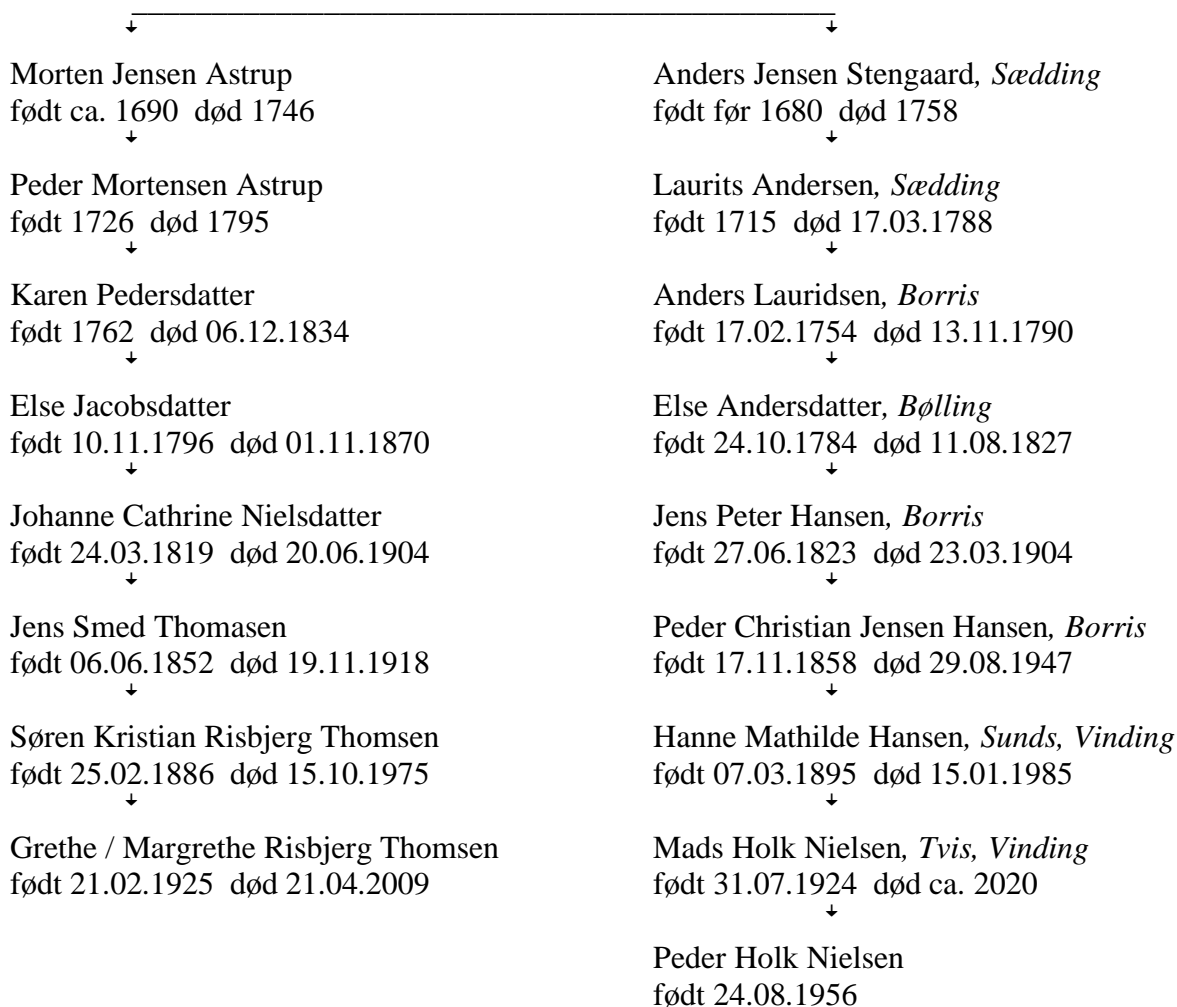 Morten Jensen Astrup
født ca. 1690  død 1746
Peder Mortensen Astrup
født 1726  død 1795
Karen Pedersdatter
født 1762  død 06.12.1834
Else Jacobsdatter
født 10.11.1796  død 01.11.1870
Johanne Cathrine Nielsdatter
født 24.03.1819  død 20.06.1904
Jens Smed Thomasen
født 06.06.1852  død 19.11.1918
Søren Kristian Risbjerg Thomsen
født 25.02.1886  død 15.10.1975
Grethe / Margrethe Risbjerg Thomsen
født 21.02.1925  død 21.04.2009
Anders Jensen Stengaard, Sædding
født før 1680  død 1758
Laurits Andersen, Sædding
født 1715  død 17.03.1788
Anders Lauridsen, Borris
født 17.02.1754  død 13.11.1790
Else Andersdatter, Bølling
født 24.10.1784  død 11.08.1827
Jens Peter Hansen, Borris
født 27.06.1823  død 23.03.1904
Peder Christian Jensen Hansen, Borris
født 17.11.1858  død 29.08.1947
Hanne Mathilde Hansen, Sunds, Vinding
født 07.03.1895  død 15.01.1985
Mads Holk Nielsen, Tvis, Vinding
født 31.07.1924  død ca. 2020
Peder Holk Nielsen
født 24.08.1956